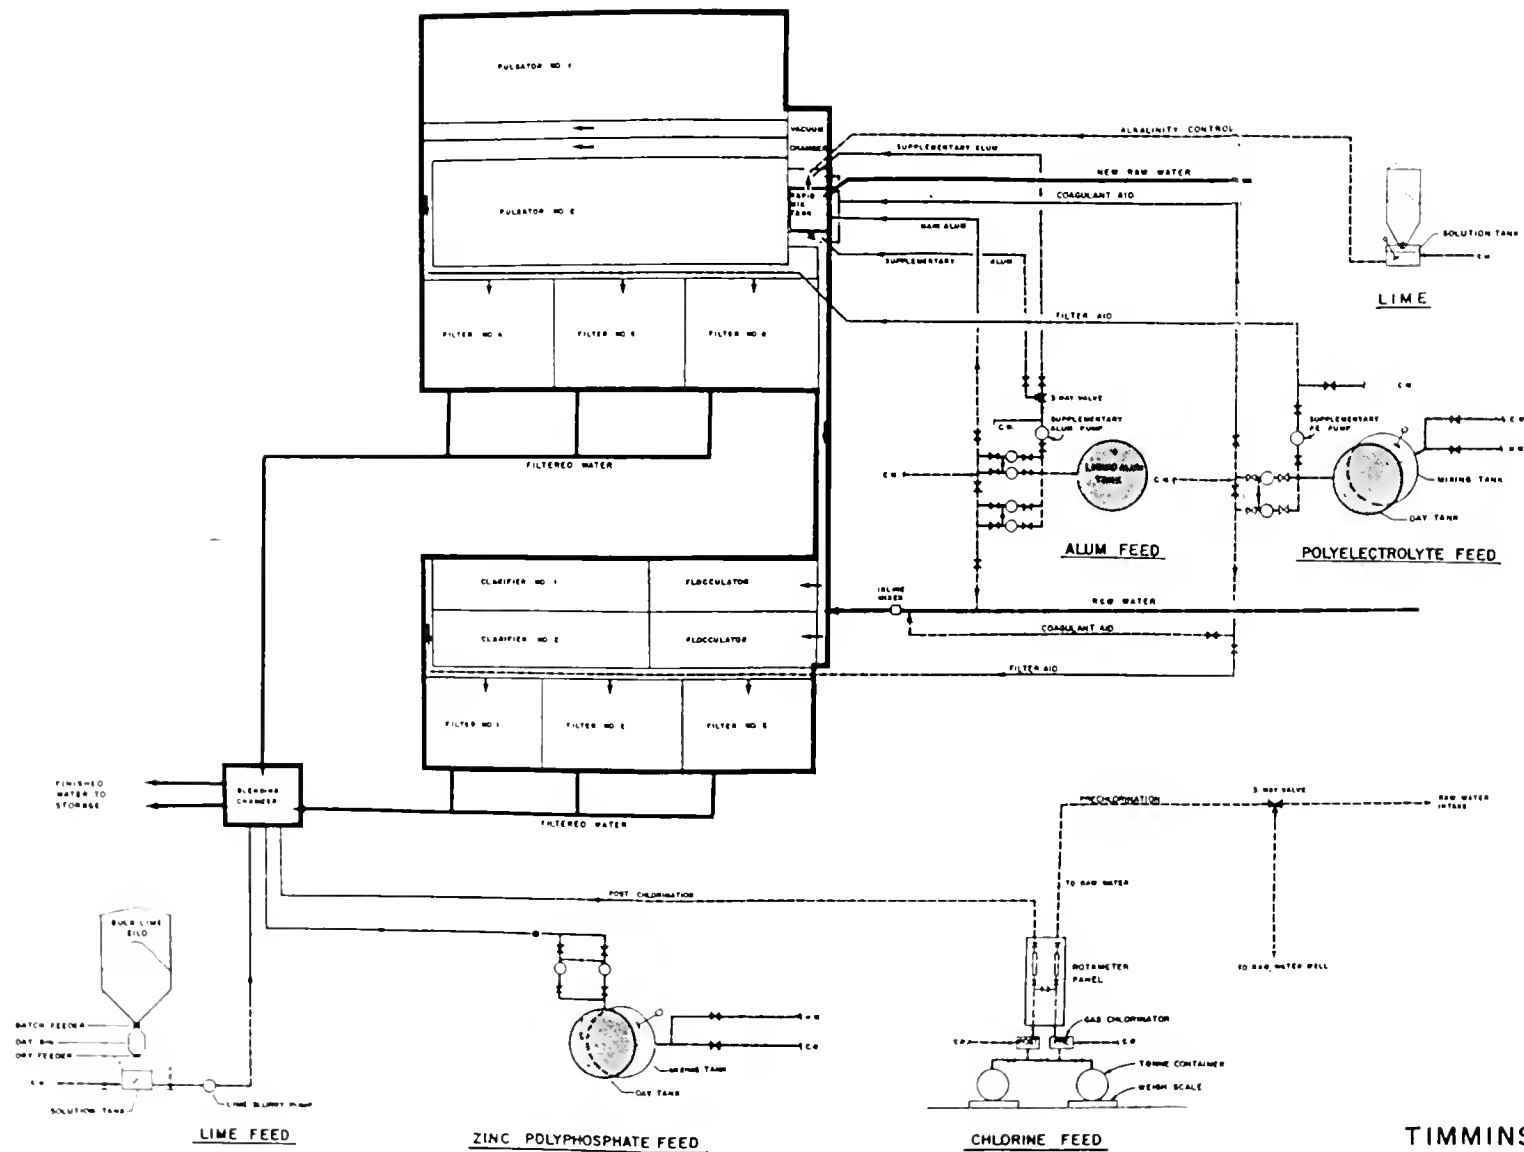 PULSATOR NO. 1
VACUUM
CHAMBER
ALKALINITY CONTROL
SUPPLEMENTARY ALUM
NEW RAW WATER
COAGULANT AID
PULSATOR NO. 2
RAPID
MIX
TANK
RAW ALUM
SUPPLEMENTARY ALUM
SOLUTION TANK
C.W.
LIME
FILTER AID
FILTER NO. 4
FILTER NO. 5
FILTER NO. 6
3 WAY VALVE
C.W.
SUPPLEMENTARY
ALUM PUMP
SUPPLEMENTARY
P.E. PUMP
C.W.
C.W.
H.W.
FILTERED WATER
C.W.
LIQUID ALUM
TANK
C.W.
MIXING TANK
DAY TANK
ALUM FEED
POLYELECTROLYTE FEED
CLARIFIER NO. 1
FLOCCULATOR
INLINE
MIXER
RAW WATER
CLARIFIER NO. 2
FLOCCULATOR
COAGULANT AID
FILTER AID
FILTER NO. 1
FILTER NO. 2
FILTER NO. 3
FINISHED
WATER TO
STORAGE
BLENDING
CHAMBER
FILTERED WATER
PRECHLORINATION
3 WAY VALVE
RAW WATER
INTAKE
POST CHLORINATION
TO RAW WATER
BULK LIME
SILO
ROTAMETER
PANEL
TO RAW WATER WELL
BATCH FEEDER
DAY BIN
DRY FEEDER
H.W.
C.W.
GAS CHLORINATOR
POST
PRE
MIXING TANK
DAY TANK
TONNE CONTAINER
WEIGH SCALE
SOLUTION TANK
LIME SLURRY PUMP
LIME FEED
ZINC POLYPHOSPHATE FEED
CHLORINE FEED
TIMMINS